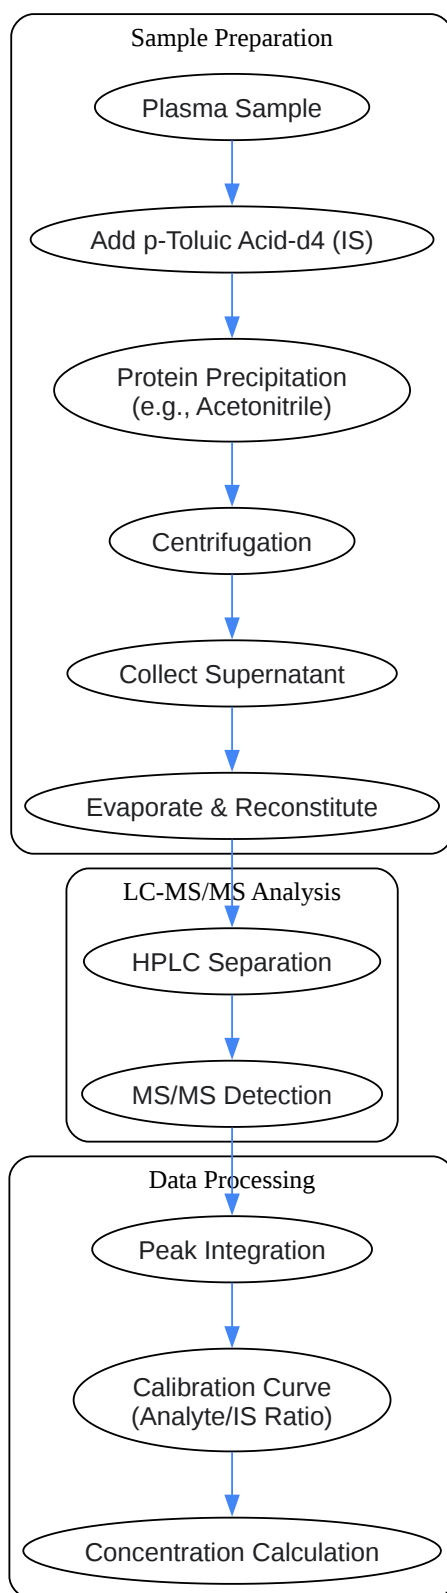 Sample Preparation
Plasma Sample
Add p-Toluic Acid-d4 (IS)
Protein Precipitation
(e.g., Acetonitrile)
Centrifugation
Collect Supernatant
Evaporate & Reconstitute
LC-MS/MS Analysis
HPLC Separation
MS/MS Detection
Data Processing
Peak Integration
Calibration Curve
(Analyte/IS Ratio)
Concentration Calculation